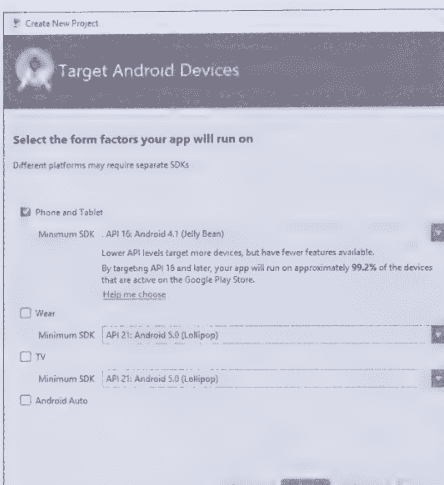 Create New Project
Target Android Devices
Select the form factors your app will run on
Different platforms may require separate SDKs
Phone and Tablet
Minimum SDK API 16: Android 4.1 (Jelly Bean)
Lower API levels target more devices, but have fewer features available.
By targeting API 16 and later, your app will run on approximately 99.2% of the devices
that are active on the Google Play Store.
Help me choose
Wear
Minimum SDK API 21: Android 5.0 (Lollipop)
TV
Minimum SDK API 21: Android 5.0 (Lollipop)
Android Auto